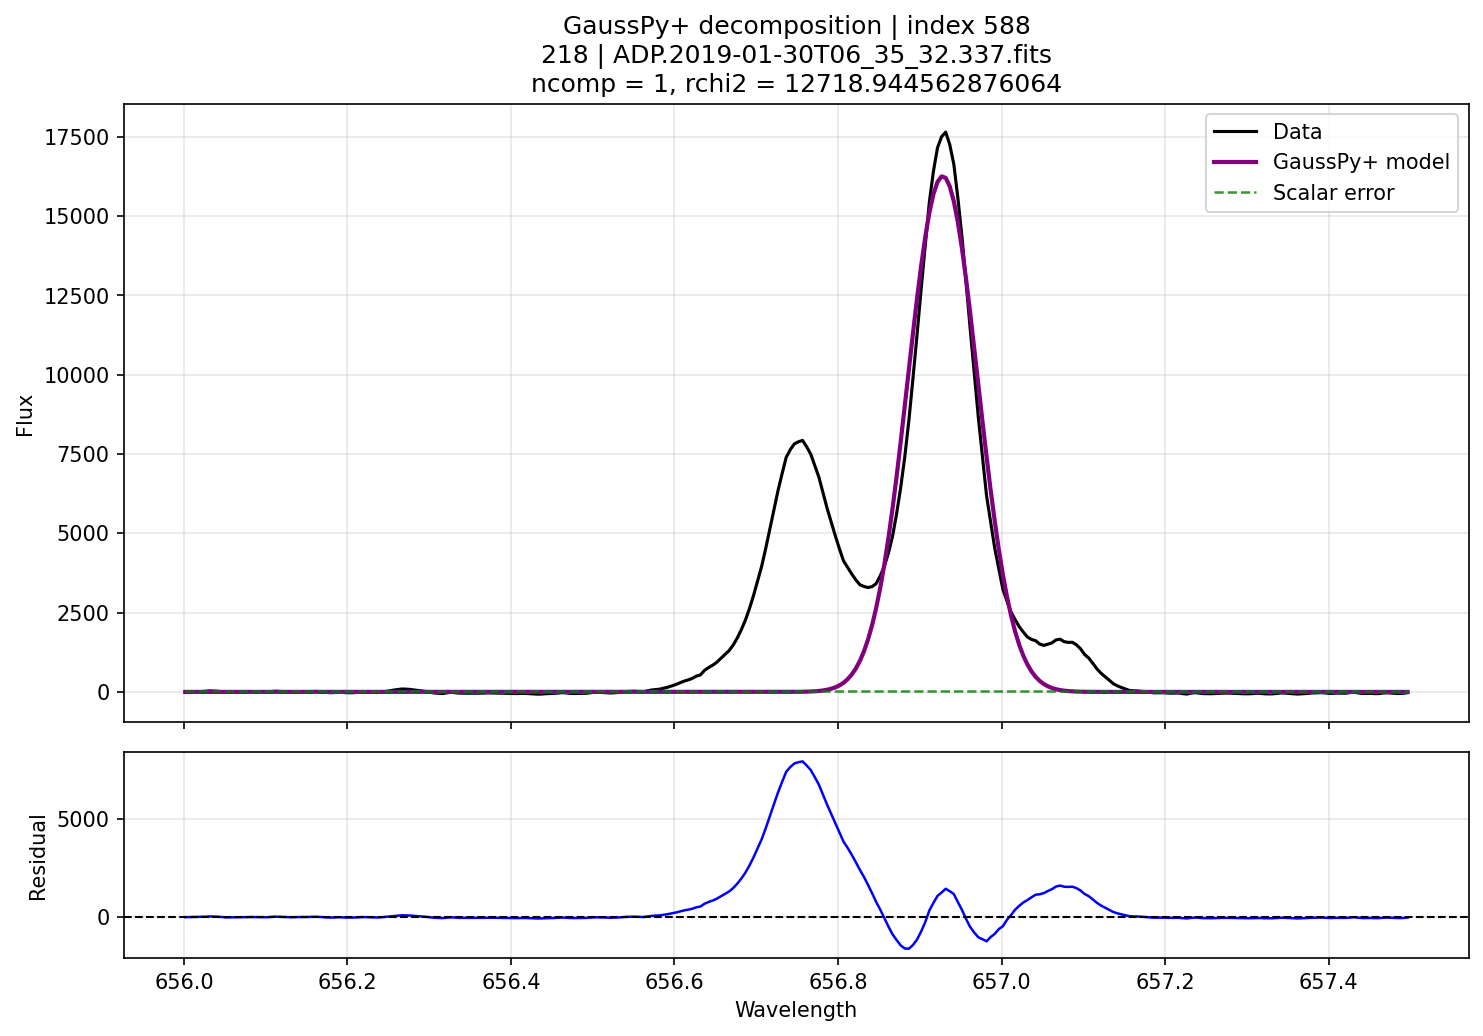 GaussPy+ decomposition | index 588
218 | ADP.2019-01-30T06_35_32.337.fits
ncomp = 1, rchi2 = 12718.944562876064
Data
GaussPy+ model
Scalar error
Flux
17500
15000
12500
10000
7500
5000
2500
0
Residual
5000
0
656.0 656.2 656.4 656.6 656.8 657.0 657.2 657.4
Wavelength